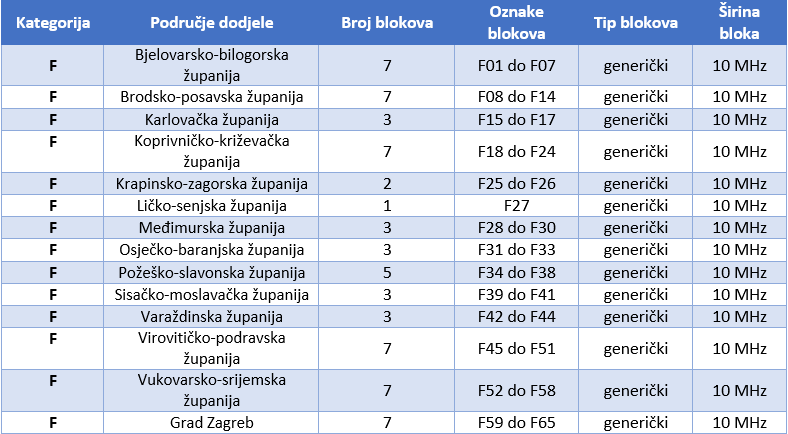 Kategorija Područje dodjele Broj blokova Oznake blokova Tip blokova Širina bloka
F Bjelovarsko-bilogorska županija 7 F01 do F07 generički 10 MHz
F Brodsko-posavska županija 7 F08 do F14 generički 10 MHz
F Karlovačka županija 3 F15 do F17 generički 10 MHz
F Koprivničko-križevačka županija 7 F18 do F24 generički 10 MHz
F Krapinsko-zagorska županija 2 F25 do F26 generički 10 MHz
F Ličko-senjska županija 1 F27 generički 10 MHz
F Međimurska županija 3 F28 do F30 generički 10 MHz
F Osječko-baranjska županija 3 F31 do F33 generički 10 MHz
F Požeško-slavonska županija 5 F34 do F38 generički 10 MHz
F Sisačko-moslavačka županija 3 F39 do F41 generički 10 MHz
F Varaždinska županija 3 F42 do F44 generički 10 MHz
F Virovitičko-podravska županija 7 F45 do F51 generički 10 MHz
F Vukovarsko-srijemska županija 7 F52 do F58 generički 10 MHz
F Grad Zagreb 7 F59 do F65 generički 10 MHz